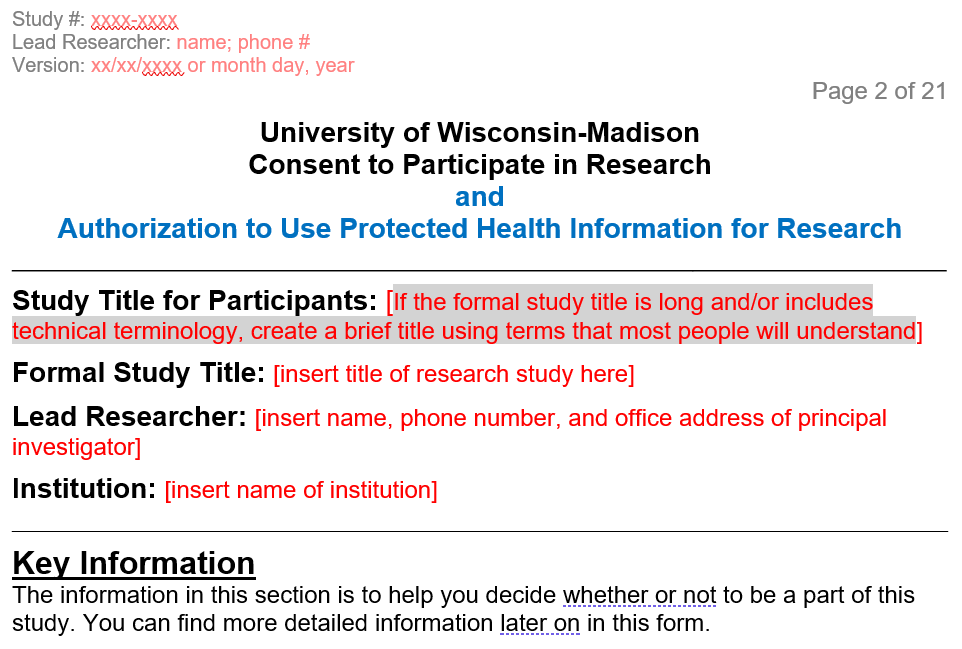 Study #: xxxx-xxxx
Lead Researcher: name; phone #
Version: xx/xx/xxxx or month day, year
Page 2 of 21
University of Wisconsin-Madison
Consent to Participate in Research
and
Authorization to Use Protected Health Information for Research
Study Title for Participants: [If the formal study title is long and/or includes
technical terminology, create a brief title using terms that most people will understand]
Formal Study Title: [insert title of research study here]
Lead Researcher: [insert name, phone number, and office address of principal
investigator]
Institution: [insert name of institution]
Key Information
The information in this section is to help you decide whether or not to be a part of this
study. You can find more detailed information later on in this form.